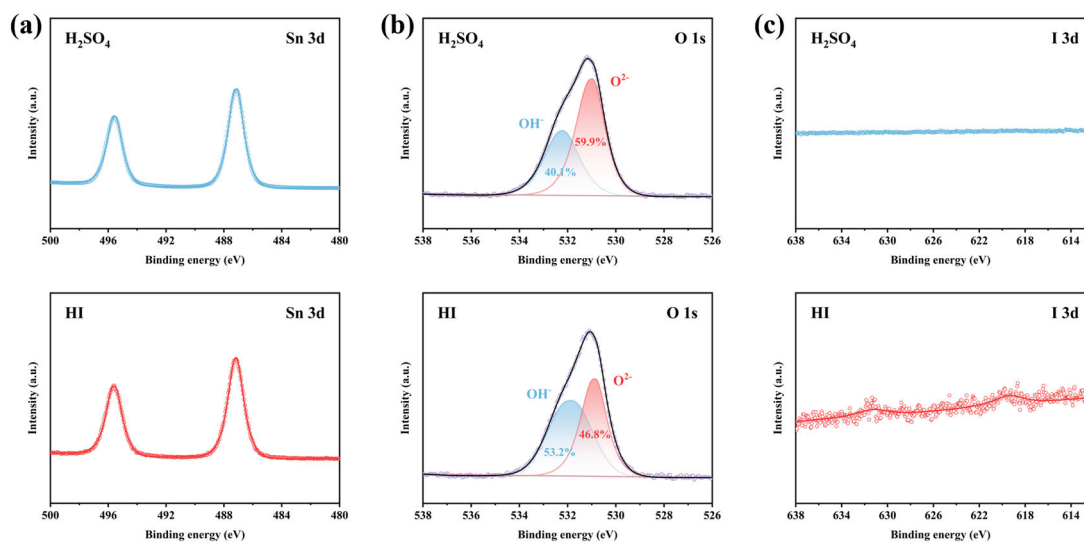 (a)
H₂SO₄
Sn 3d
Intensity (a.u.)
500 496 492 488 484 480
Binding energy (eV)
(b)
H₂SO₄
O 1s
O²⁻
OH⁻
59.9%
40.1%
Intensity (a.u.)
538 534 532 530 528 526
Binding energy (eV)
(c)
H₂SO₄
I 3d
Intensity (a.u.)
638 634 630 626 622 618 614
Binding energy (eV)
HI
Sn 3d
Intensity (a.u.)
500 496 492 488 484 480
Binding energy (eV)
HI
O 1s
OH⁻
O²⁻
46.8%
53.2%
Intensity (a.u.)
538 534 532 530 528 526
Binding energy (eV)
HI
I 3d
Intensity (a.u.)
638 634 630 626 622 618 614
Binding energy (eV)